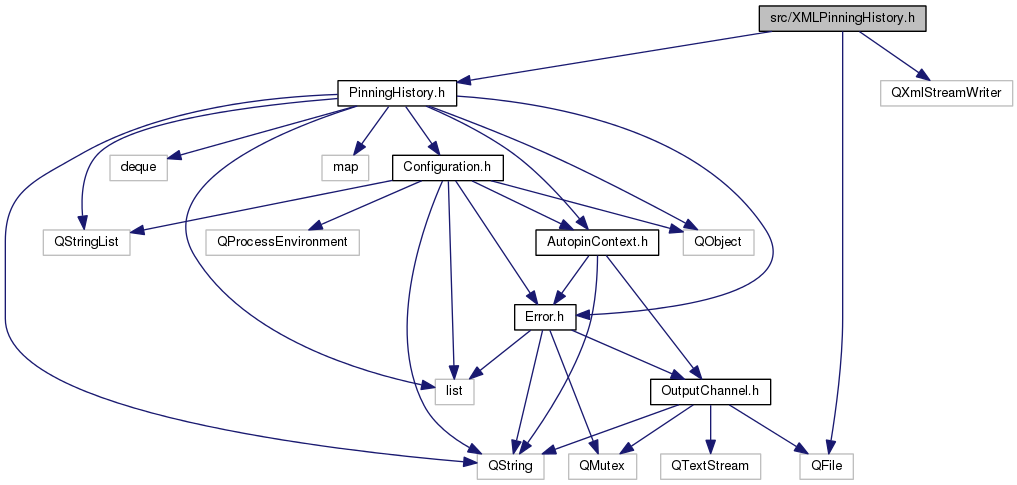 src/XMLPinningHistory.h
PinningHistory.h
QXmlStreamWriter
deque
map
Configuration.h
QStringList
QProcessEnvironment
AutopinContext.h
QObject
Error.h
list
OutputChannel.h
QString
QMutex
QTextStream
QFile